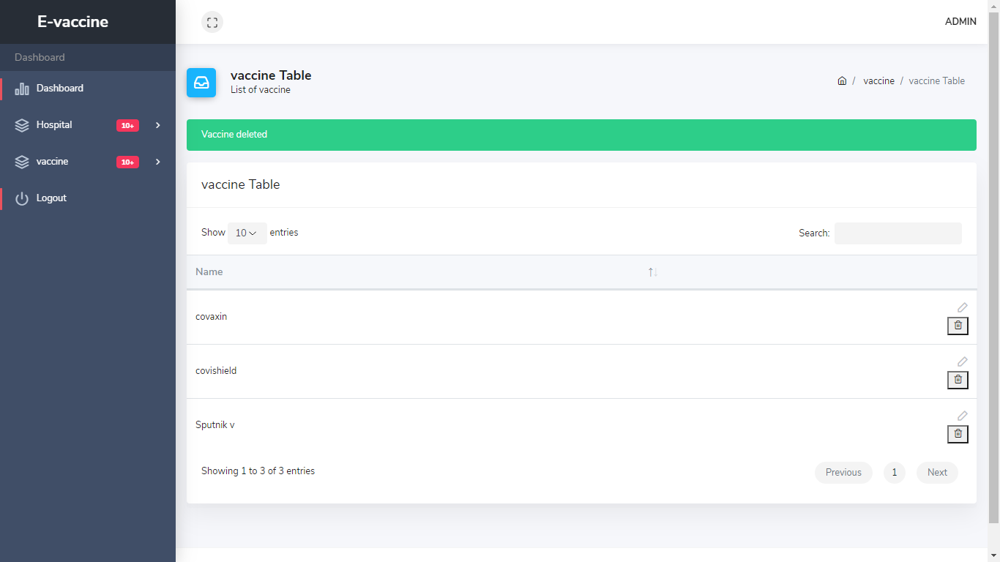 E-vaccine
ADMIN
Dashboard
Dashboard
Hospital 10+
vaccine 10+
Logout
vaccine Table
List of vaccine
/ vaccine / vaccine Table
Vaccine deleted
vaccine Table
Show 10 entries
Search:
Name
covaxin
covishield
Sputnik v
Showing 1 to 3 of 3 entries
Previous 1 Next